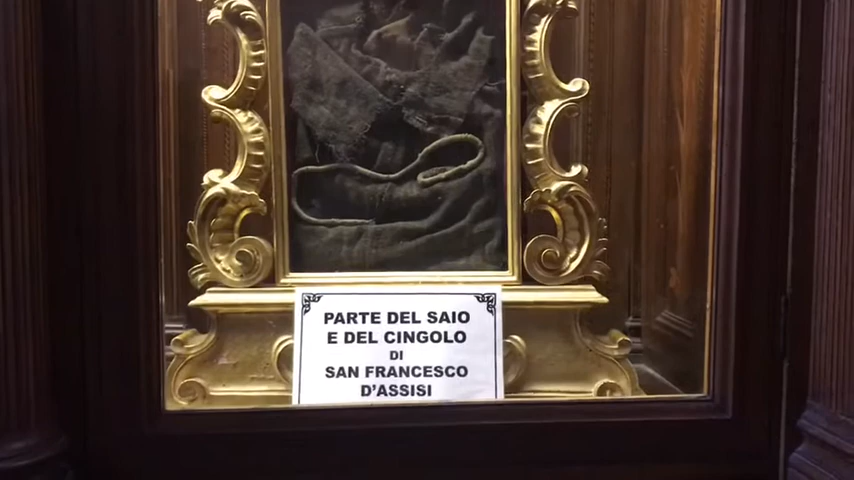 PARTE DEL SAIO
E DEL CINGOLO
DI
SAN FRANCESCO
D'ASSISI